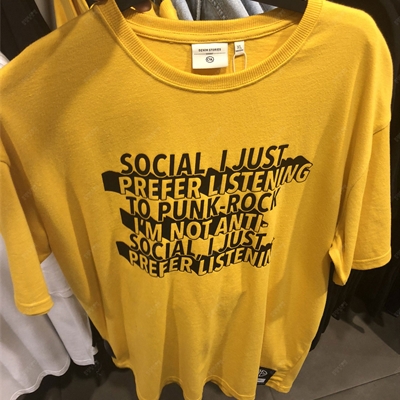 SOCIAL, I JUST
PREFER LISTENING
TO PUNK-ROCK
I'M NOT ANTI-
SOCIAL, I JUST
PREFER LISTENIN